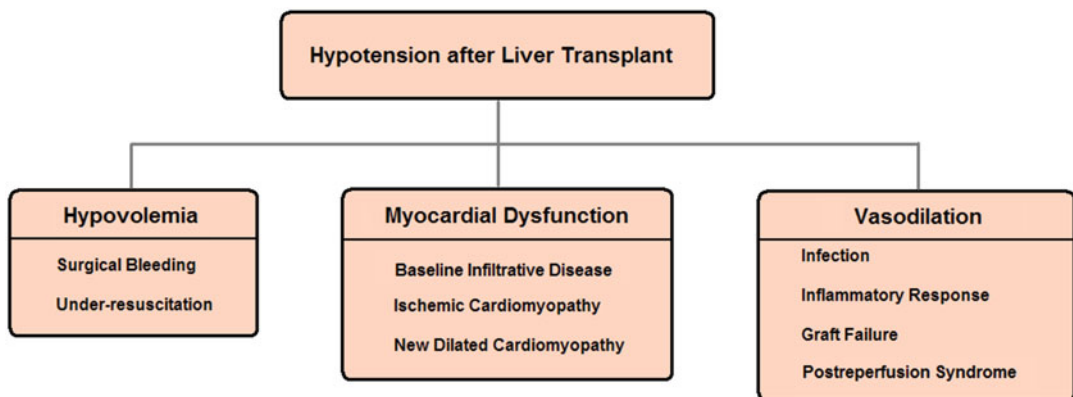 Hypotension after Liver Transplant
Hypovolemia
Surgical Bleeding
Under-resuscitation
Myocardial Dysfunction
Baseline Infiltrative Disease
Ischemic Cardiomyopathy
New Dilated Cardiomyopathy
Vasodilation
Infection
Inflammatory Response
Graft Failure
Postreperfusion Syndrome